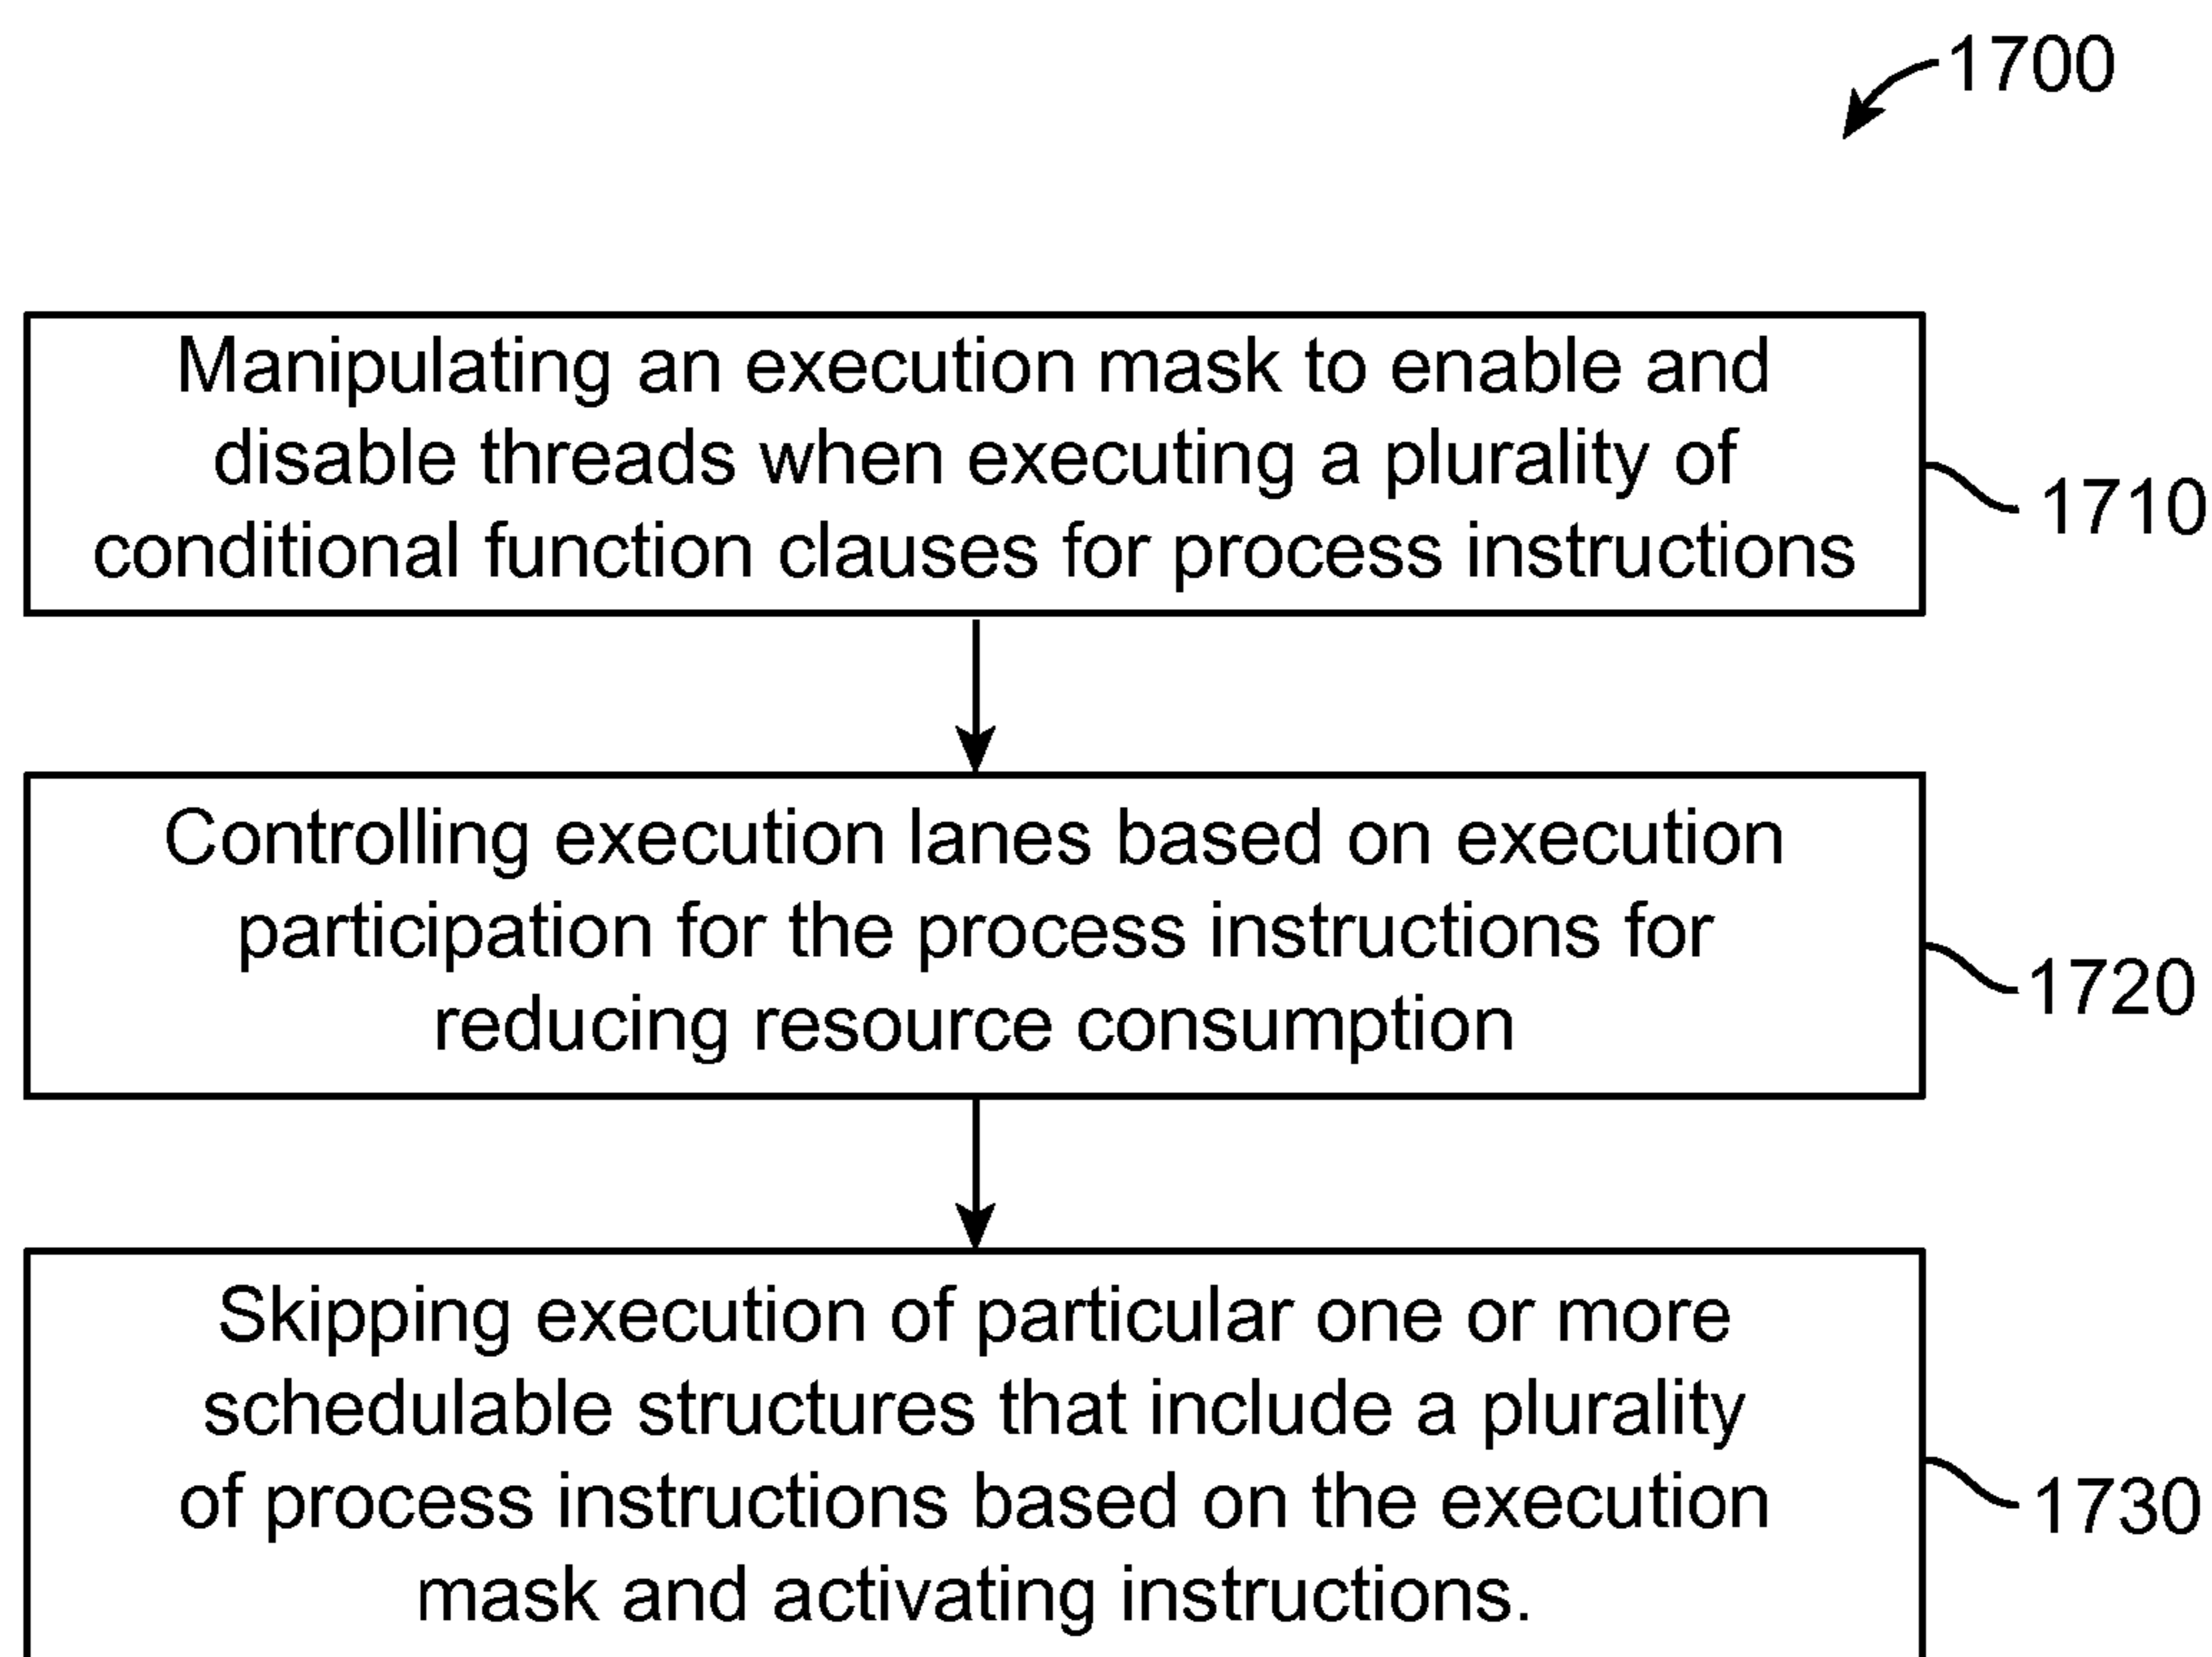 1700
Manipulating an execution mask to enable and
disable threads when executing a plurality of
conditional function clauses for process instructions
1710
Controlling execution lanes based on execution
participation for the process instructions for
reducing resource consumption
1720
Skipping execution of particular one or more
schedulable structures that include a plurality
of process instructions based on the execution
mask and activating instructions.
1730